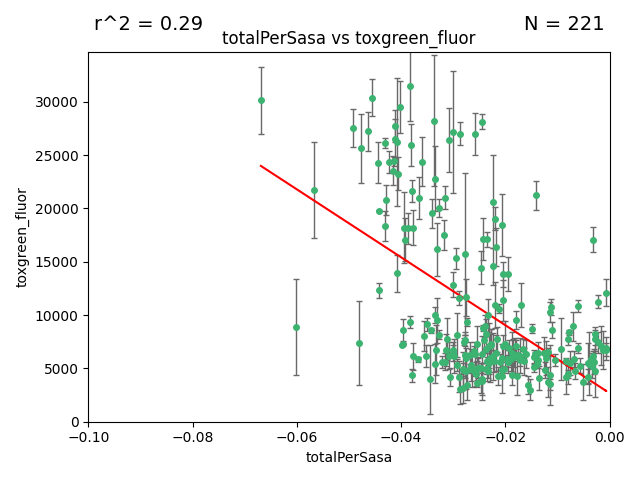 r^2 = 0.29
N = 221
totalPerSasa vs toxgreen_fluor
toxgreen_fluor
30000
25000
20000
15000
10000
5000
0
−0.10
−0.08
−0.06
−0.04
−0.02
0.00
totalPerSasa